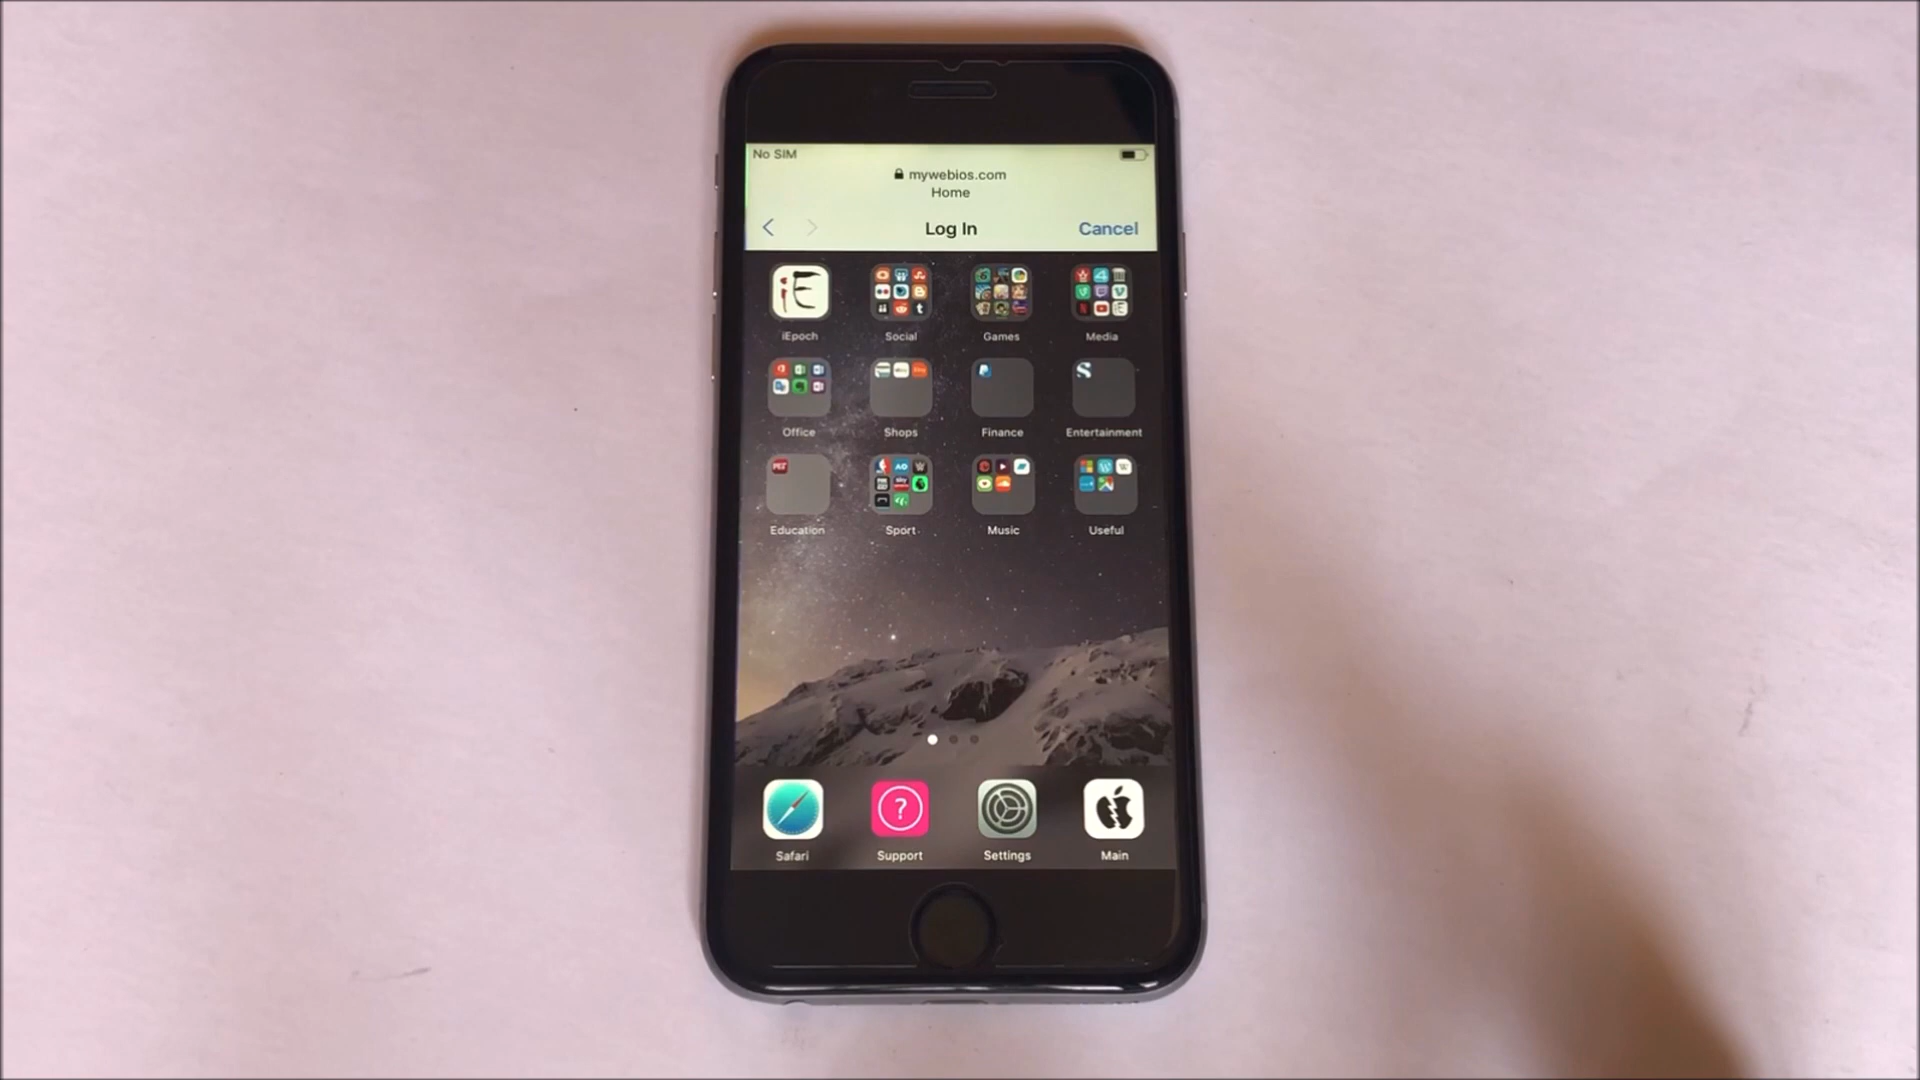 No SIM
mywebios.com
Home
Log In
Cancel
iE
iEpoch
Social
Games
Media
Office
Shops
Finance
Entertainment
S
Education
Sport
Music
Useful
?
Safari
Support
Settings
Main